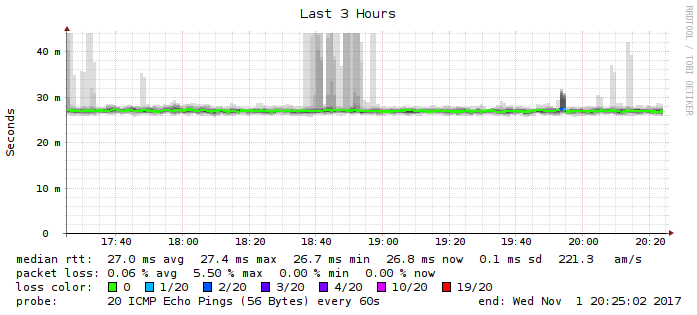 Last 3 Hours
RRDTOOL / TOBI OETIKER
Seconds
40 m
30 m
20 m
10 m
0
17:40 18:00 18:20 18:40 19:00 19:20 19:40 20:00 20:20
median rtt: 27.0 ms avg 27.4 ms max 26.7 ms min 26.8 ms now 0.1 ms sd 221.3 am/s
packet loss: 0.06 % avg 5.50 % max 0.00 % min 0.00 % now
loss color: 0 1/20 2/20 3/20 4/20 10/20 19/20
probe: 20 ICMP Echo Pings (56 Bytes) every 60s end: Wed Nov 1 20:25:02 2017